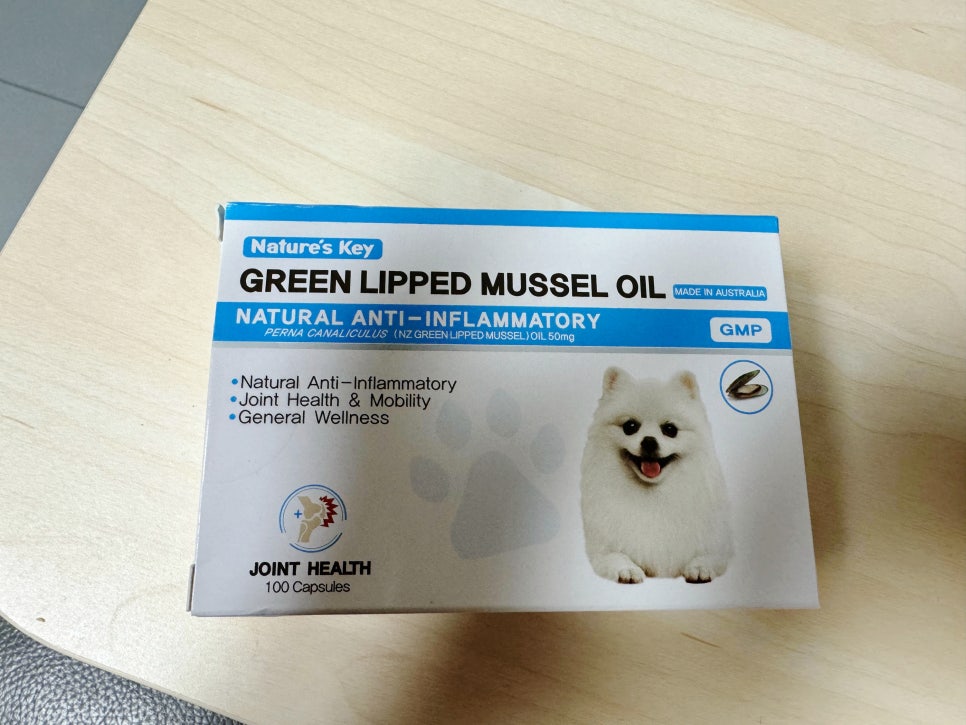 Nature's Key
GREEN LIPPED MUSSEL OIL MADE IN AUSTRALIA
NATURAL ANTI-INFLAMMATORY
PERNA CANALICULUS (NZ GREEN LIPPED MUSSEL) OIL 50mg
GMP
•Natural Anti-Inflammatory
•Joint Health & Mobility
•General Wellness
JOINT HEALTH
100 Capsules